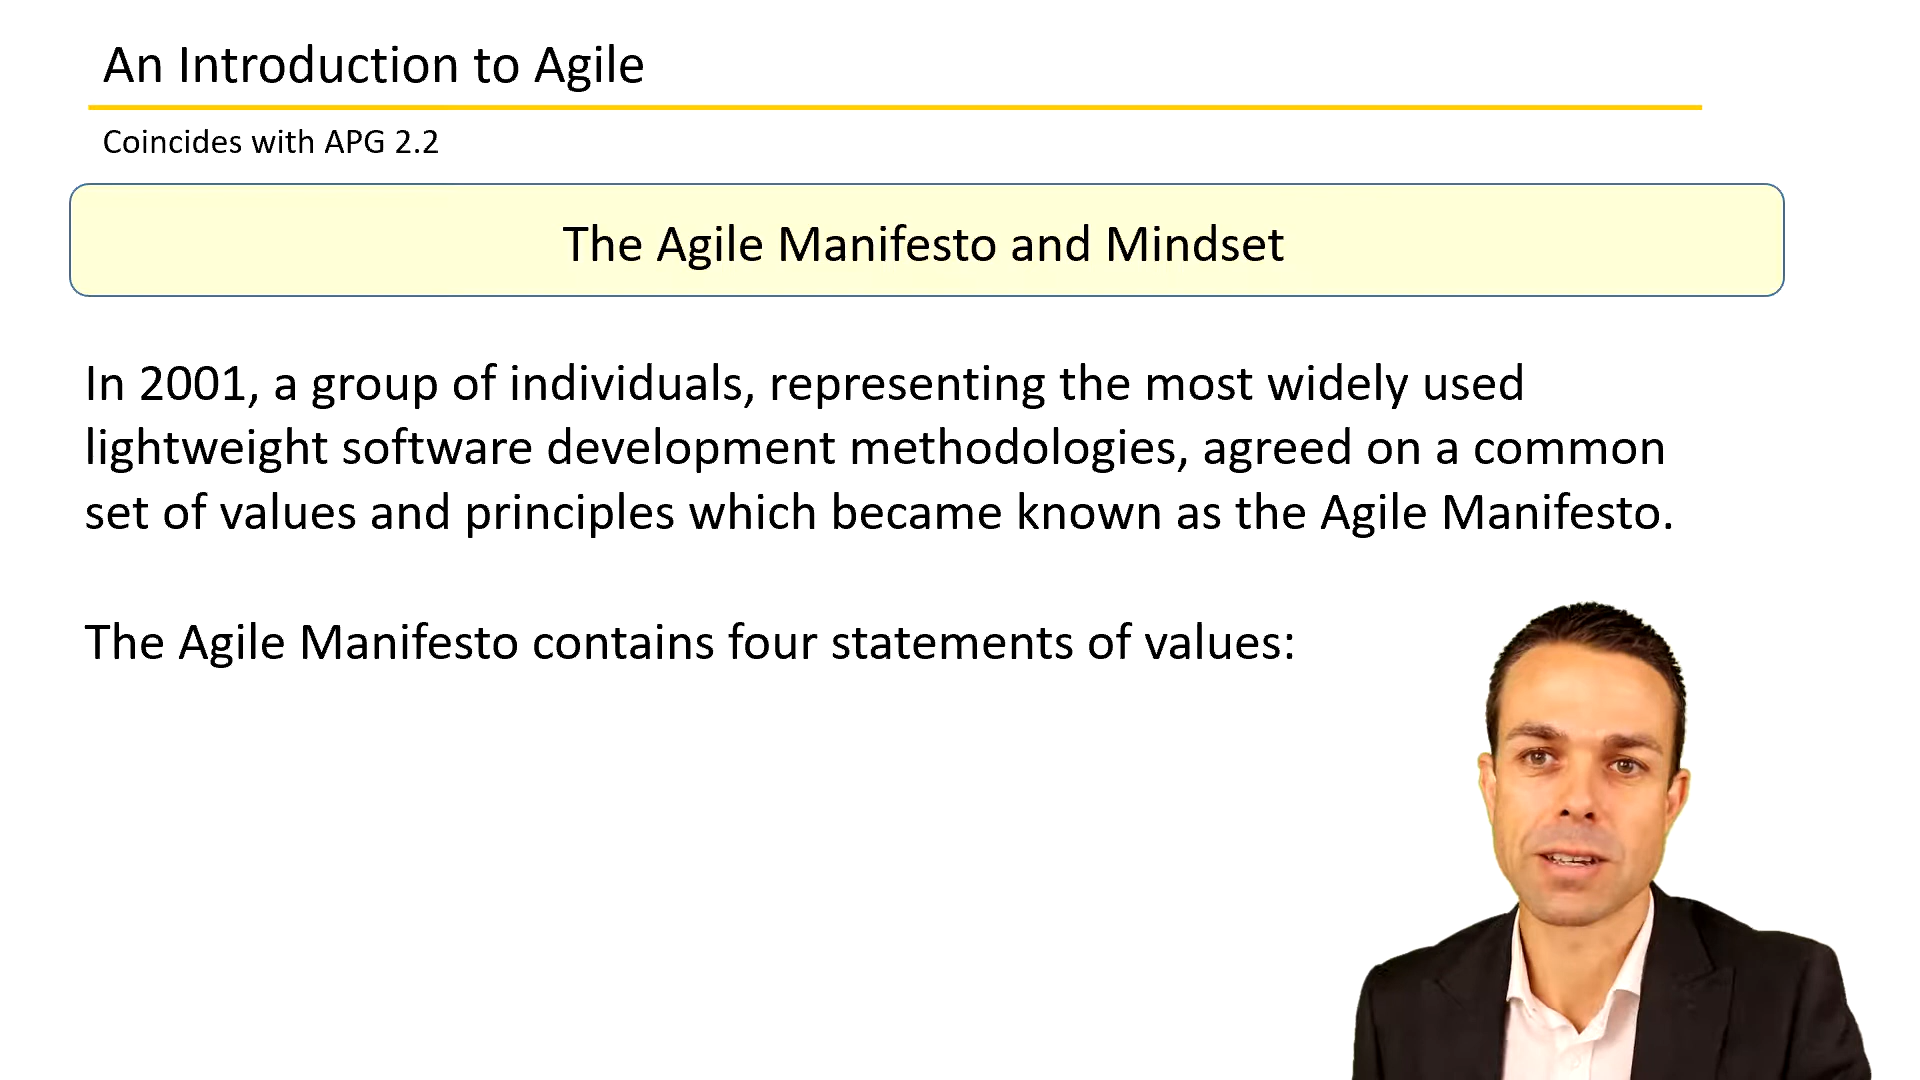 An Introduction to Agile
Coincides with APG 2.2
The Agile Manifesto and Mindset
In 2001, a group of individuals, representing the most widely used
lightweight software development methodologies, agreed on a common
set of values and principles which became known as the Agile Manifesto.
The Agile Manifesto contains four statements of values: